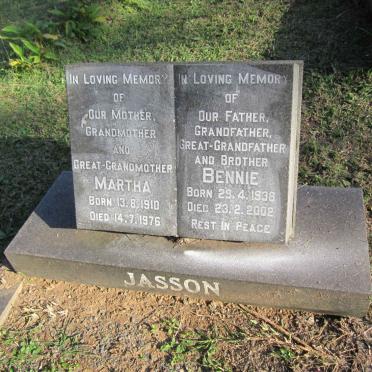 In Loving Memory
of
Our Mother,
Grandmother
and
Great-Grandmother
Martha
Born 13.8.1910
Died 14.7.1976
In Loving Memory
of
Our Father,
Grandfather,
Great-Grandfather
and Brother
Bennie
Born 29.4.1938
Died 23.2.2002
Rest In Peace
JASSON